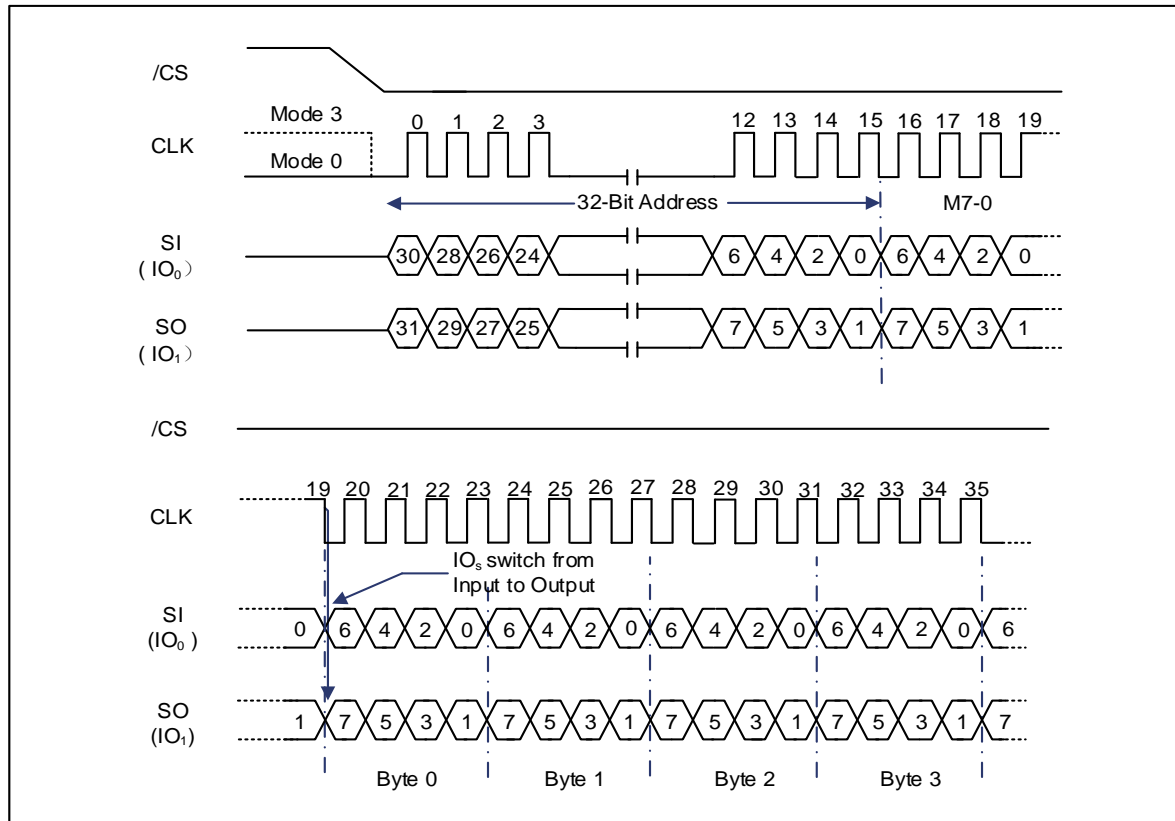 /CS
Mode 3
CLK
Mode 0
0 1 2 3 12 13 14 15 16 17 18 19
32-Bit Address M7-0
SI
( IO0）
30 28 26 24 6 4 2 0 6 4 2 0
SO
( IO1）
31 29 27 25 7 5 3 1 7 5 3 1
/CS
CLK
19 20 21 22 23 24 25 26 27 28 29 30 31 32 33 34 35
IOs switch from
Input to Output
SI
(IO0 )
0 6 4 2 0 6 4 2 0 6 4 2 0 6 4 2 0 6
SO
(IO1)
1 7 5 3 1 7 5 3 1 7 5 3 1 7 5 3 1 7
Byte 0 Byte 1 Byte 2 Byte 3